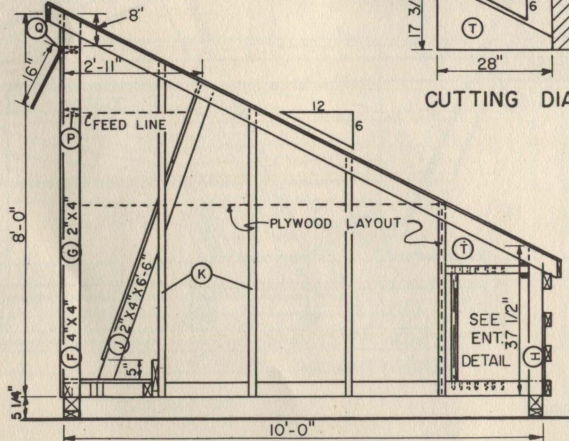 Q
8"
6
T
17 3/
28"
CUTTING DIA
16"
2'-11"
12
6
FEED LINE
P
8'-0"
PLYWOOD LAYOUT
T
G 2"X4"
K
F 4"X4"
J 2"X4"X6'-6"
5"
SEE
ENT.
DETAIL
37 1/2"
H
5 1/4"
10'-0"